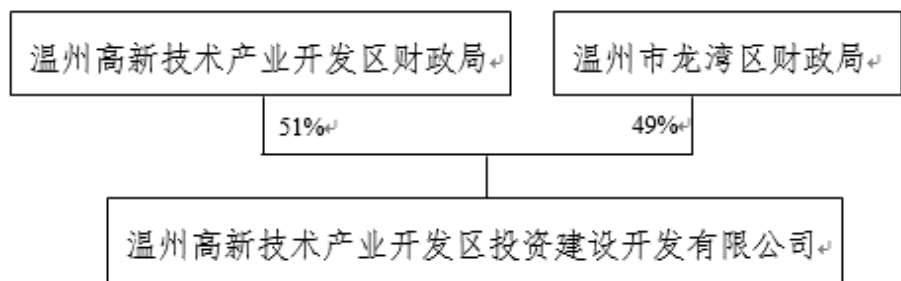 温州高新技术产业开发区财政局
温州市龙湾区财政局
51%
49%
温州高新技术产业开发区投资建设开发有限公司